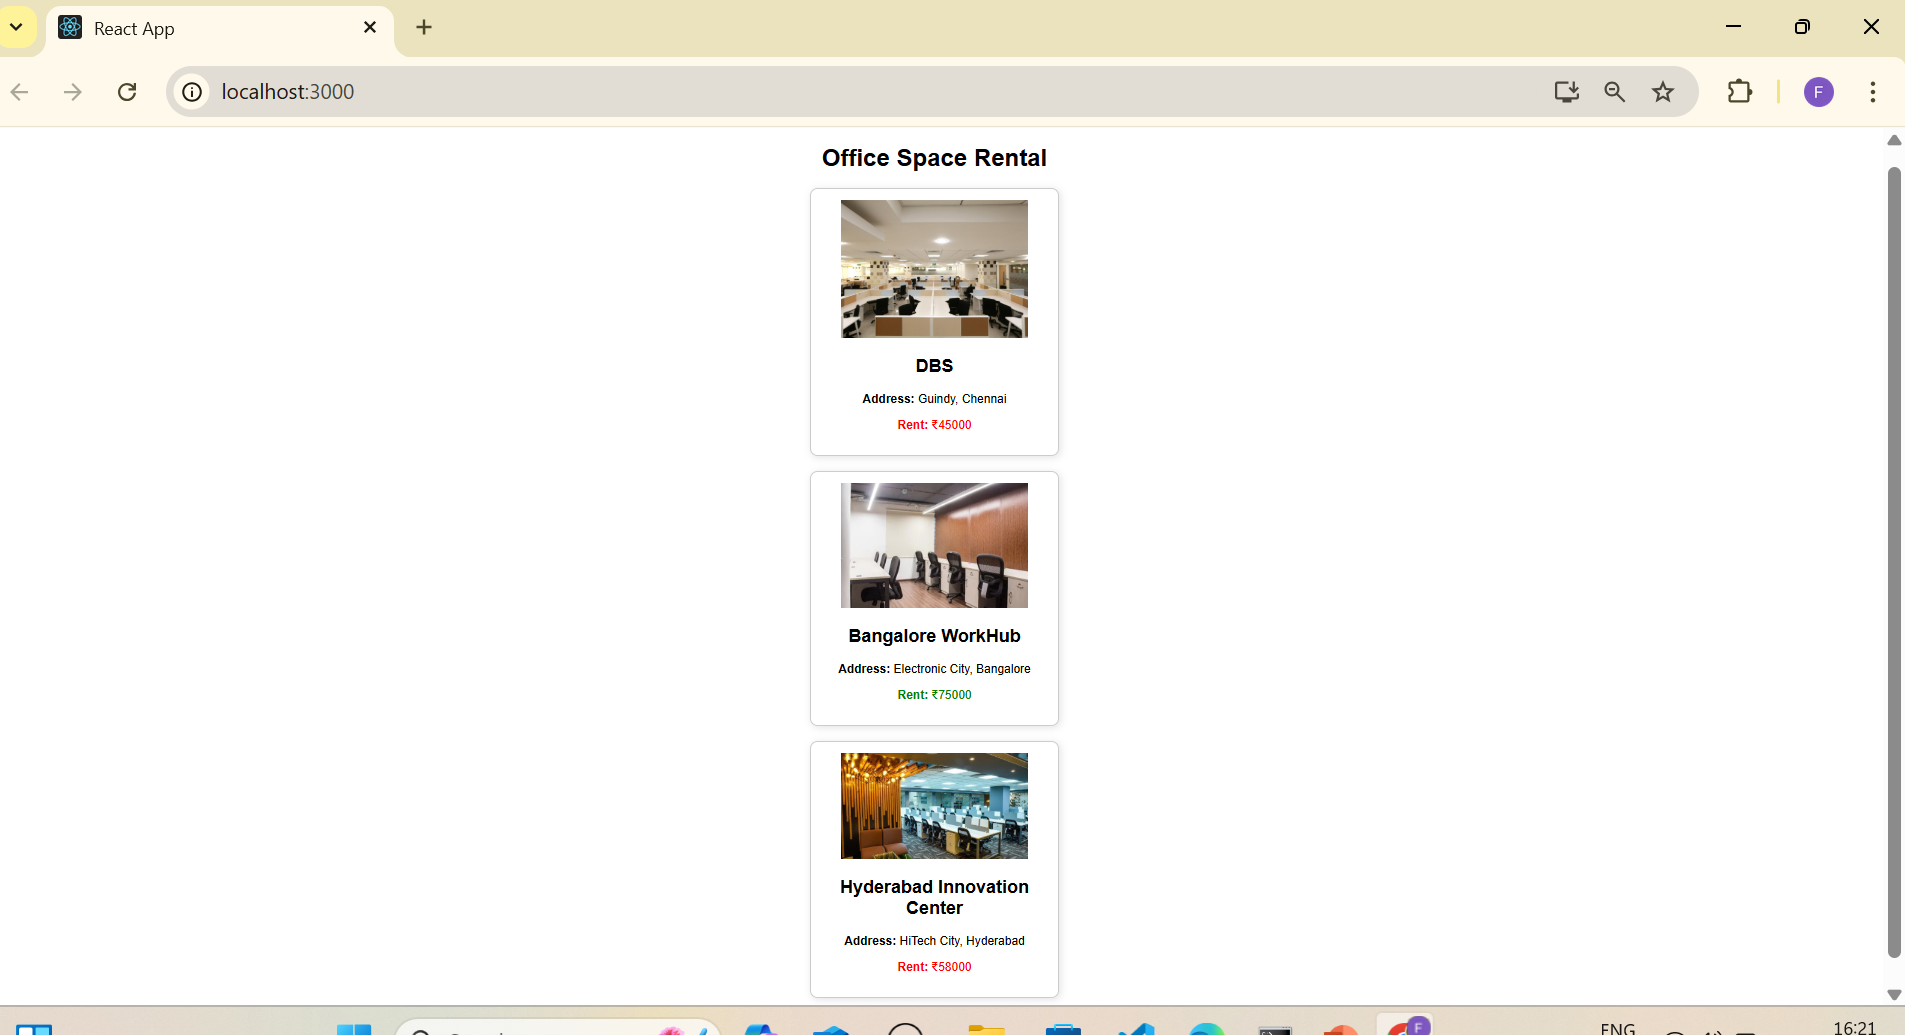 React App
localhost:3000
F
Office Space Rental
DBS
Address: Guindy, Chennai
Rent: ₹45000
Bangalore WorkHub
Address: Electronic City, Bangalore
Rent: ₹75000
Hyderabad Innovation
Center
Address: HiTech City, Hyderabad
Rent: ₹58000
F
ENG
16:21